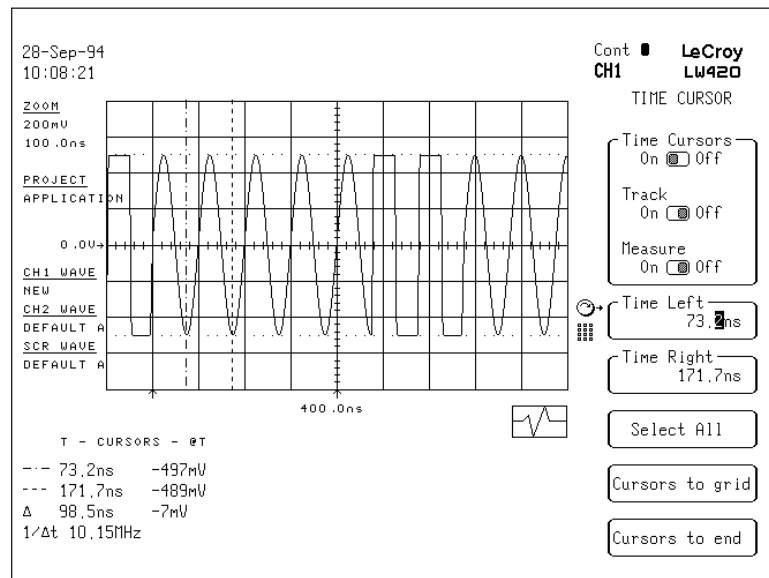 28-Sep-94
10:08:21
Cont
LeCroy
CH1
LW420
TIME CURSOR
ZOOM
200mV
100.0ns
PROJECT
APPLICATION
0.0V
CH1 WAVE
NEW
CH2 WAVE
DEFAULT A
SCR WAVE
DEFAULT A
400.0ns
T - CURSORS - @T
73.2ns -497mV
171.7ns -489mV
Δ 98.5ns -7mV
1/Δt 10.15MHz
Time Cursors
On Off
Track
On Off
Measure
On Off
Time Left
73.2ns
Time Right
171.7ns
Select All
Cursors to grid
Cursors to end